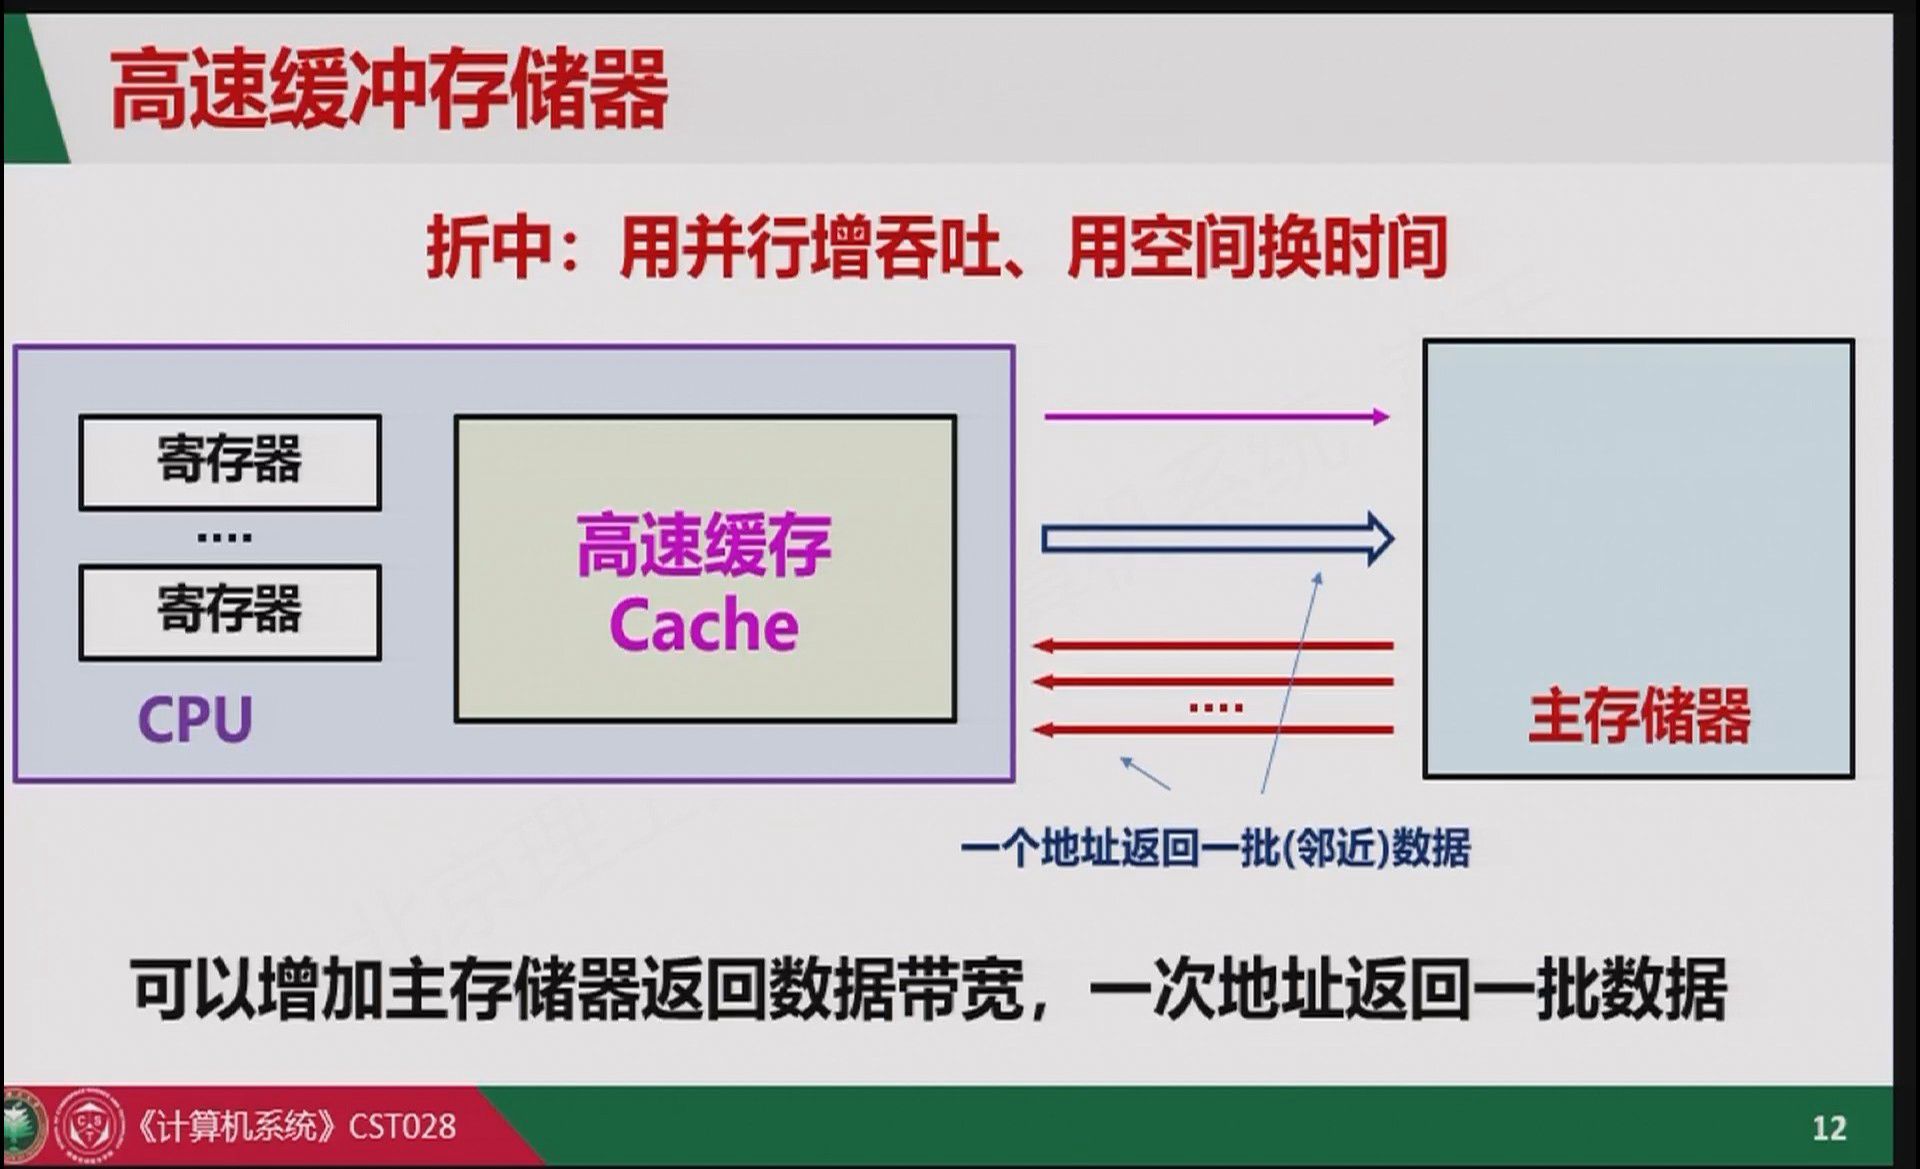 高速缓冲存储器
折中：用并行增吞吐、用空间换时间
寄存器
....
寄存器
CPU
高速缓存
Cache
....
主存储器
一个地址返回一批(邻近)数据
可以增加主存储器返回数据带宽，一次地址返回一批数据
《计算机系统》CST028
12